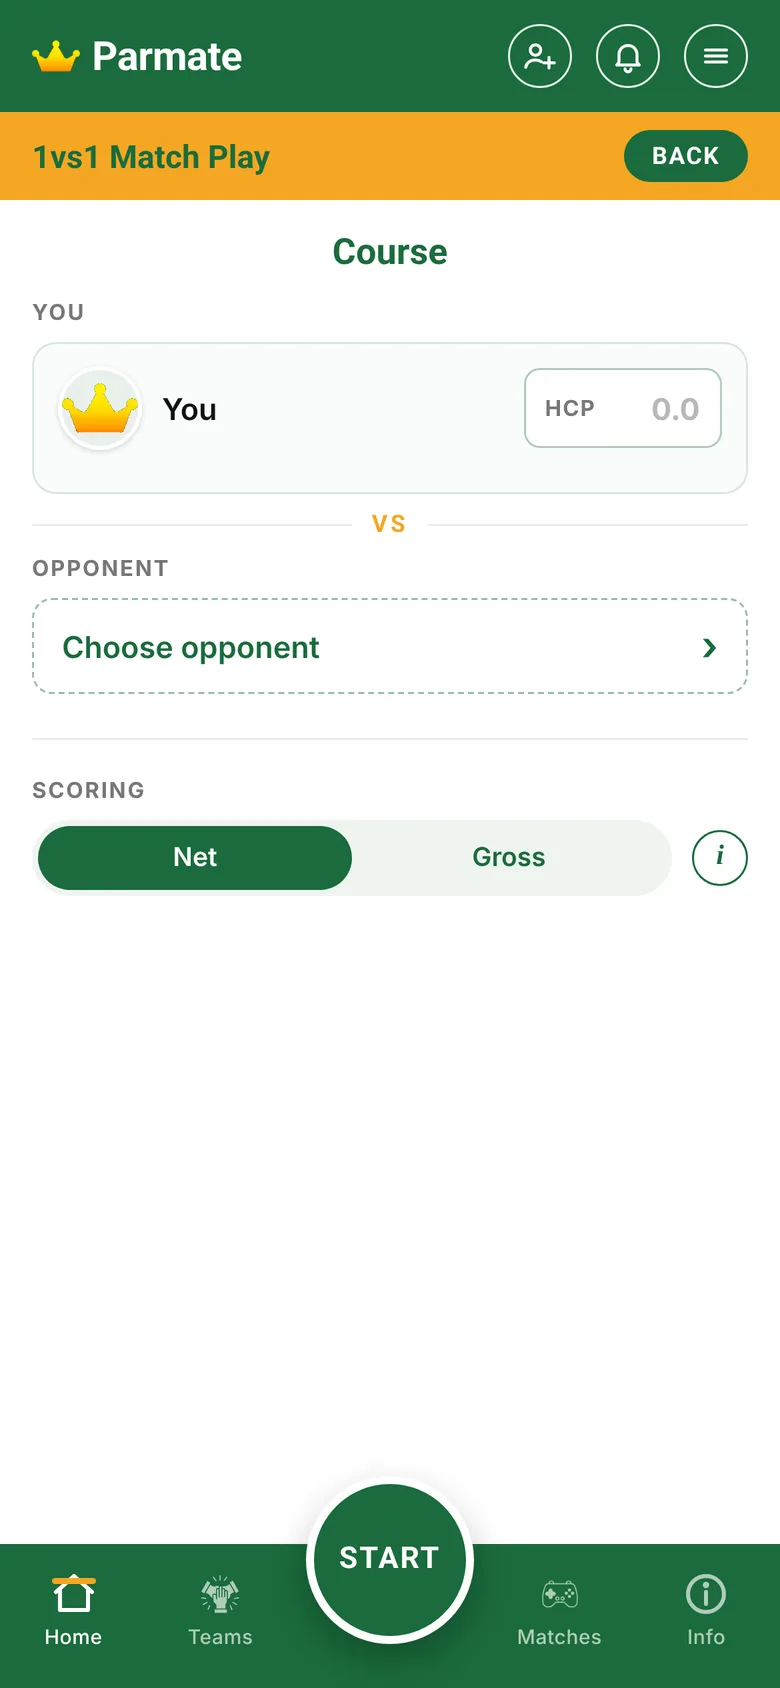 Parmate
1vs1 Match Play
BACK
Course
YOU
You
HCP 0.0
VS
OPPONENT
Choose opponent
SCORING
Net
Gross
i
START
Home
Teams
Matches
Info